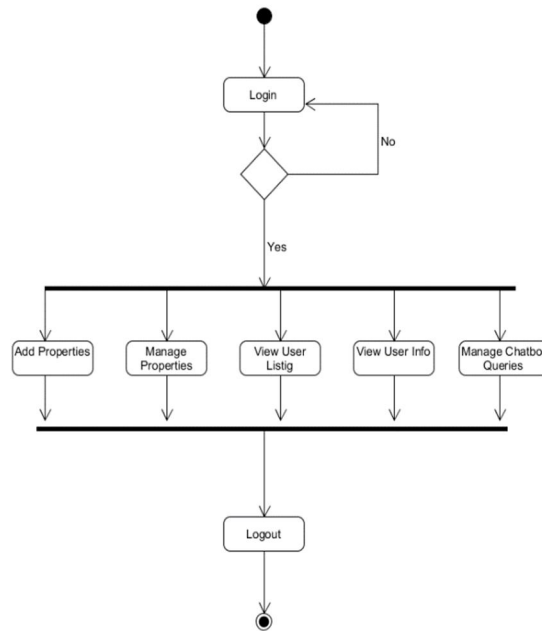 Login
No
Yes
Add Properties
Manage
Properties
View User
Listig
View User Info
Manage Chatbo
Queries
Logout